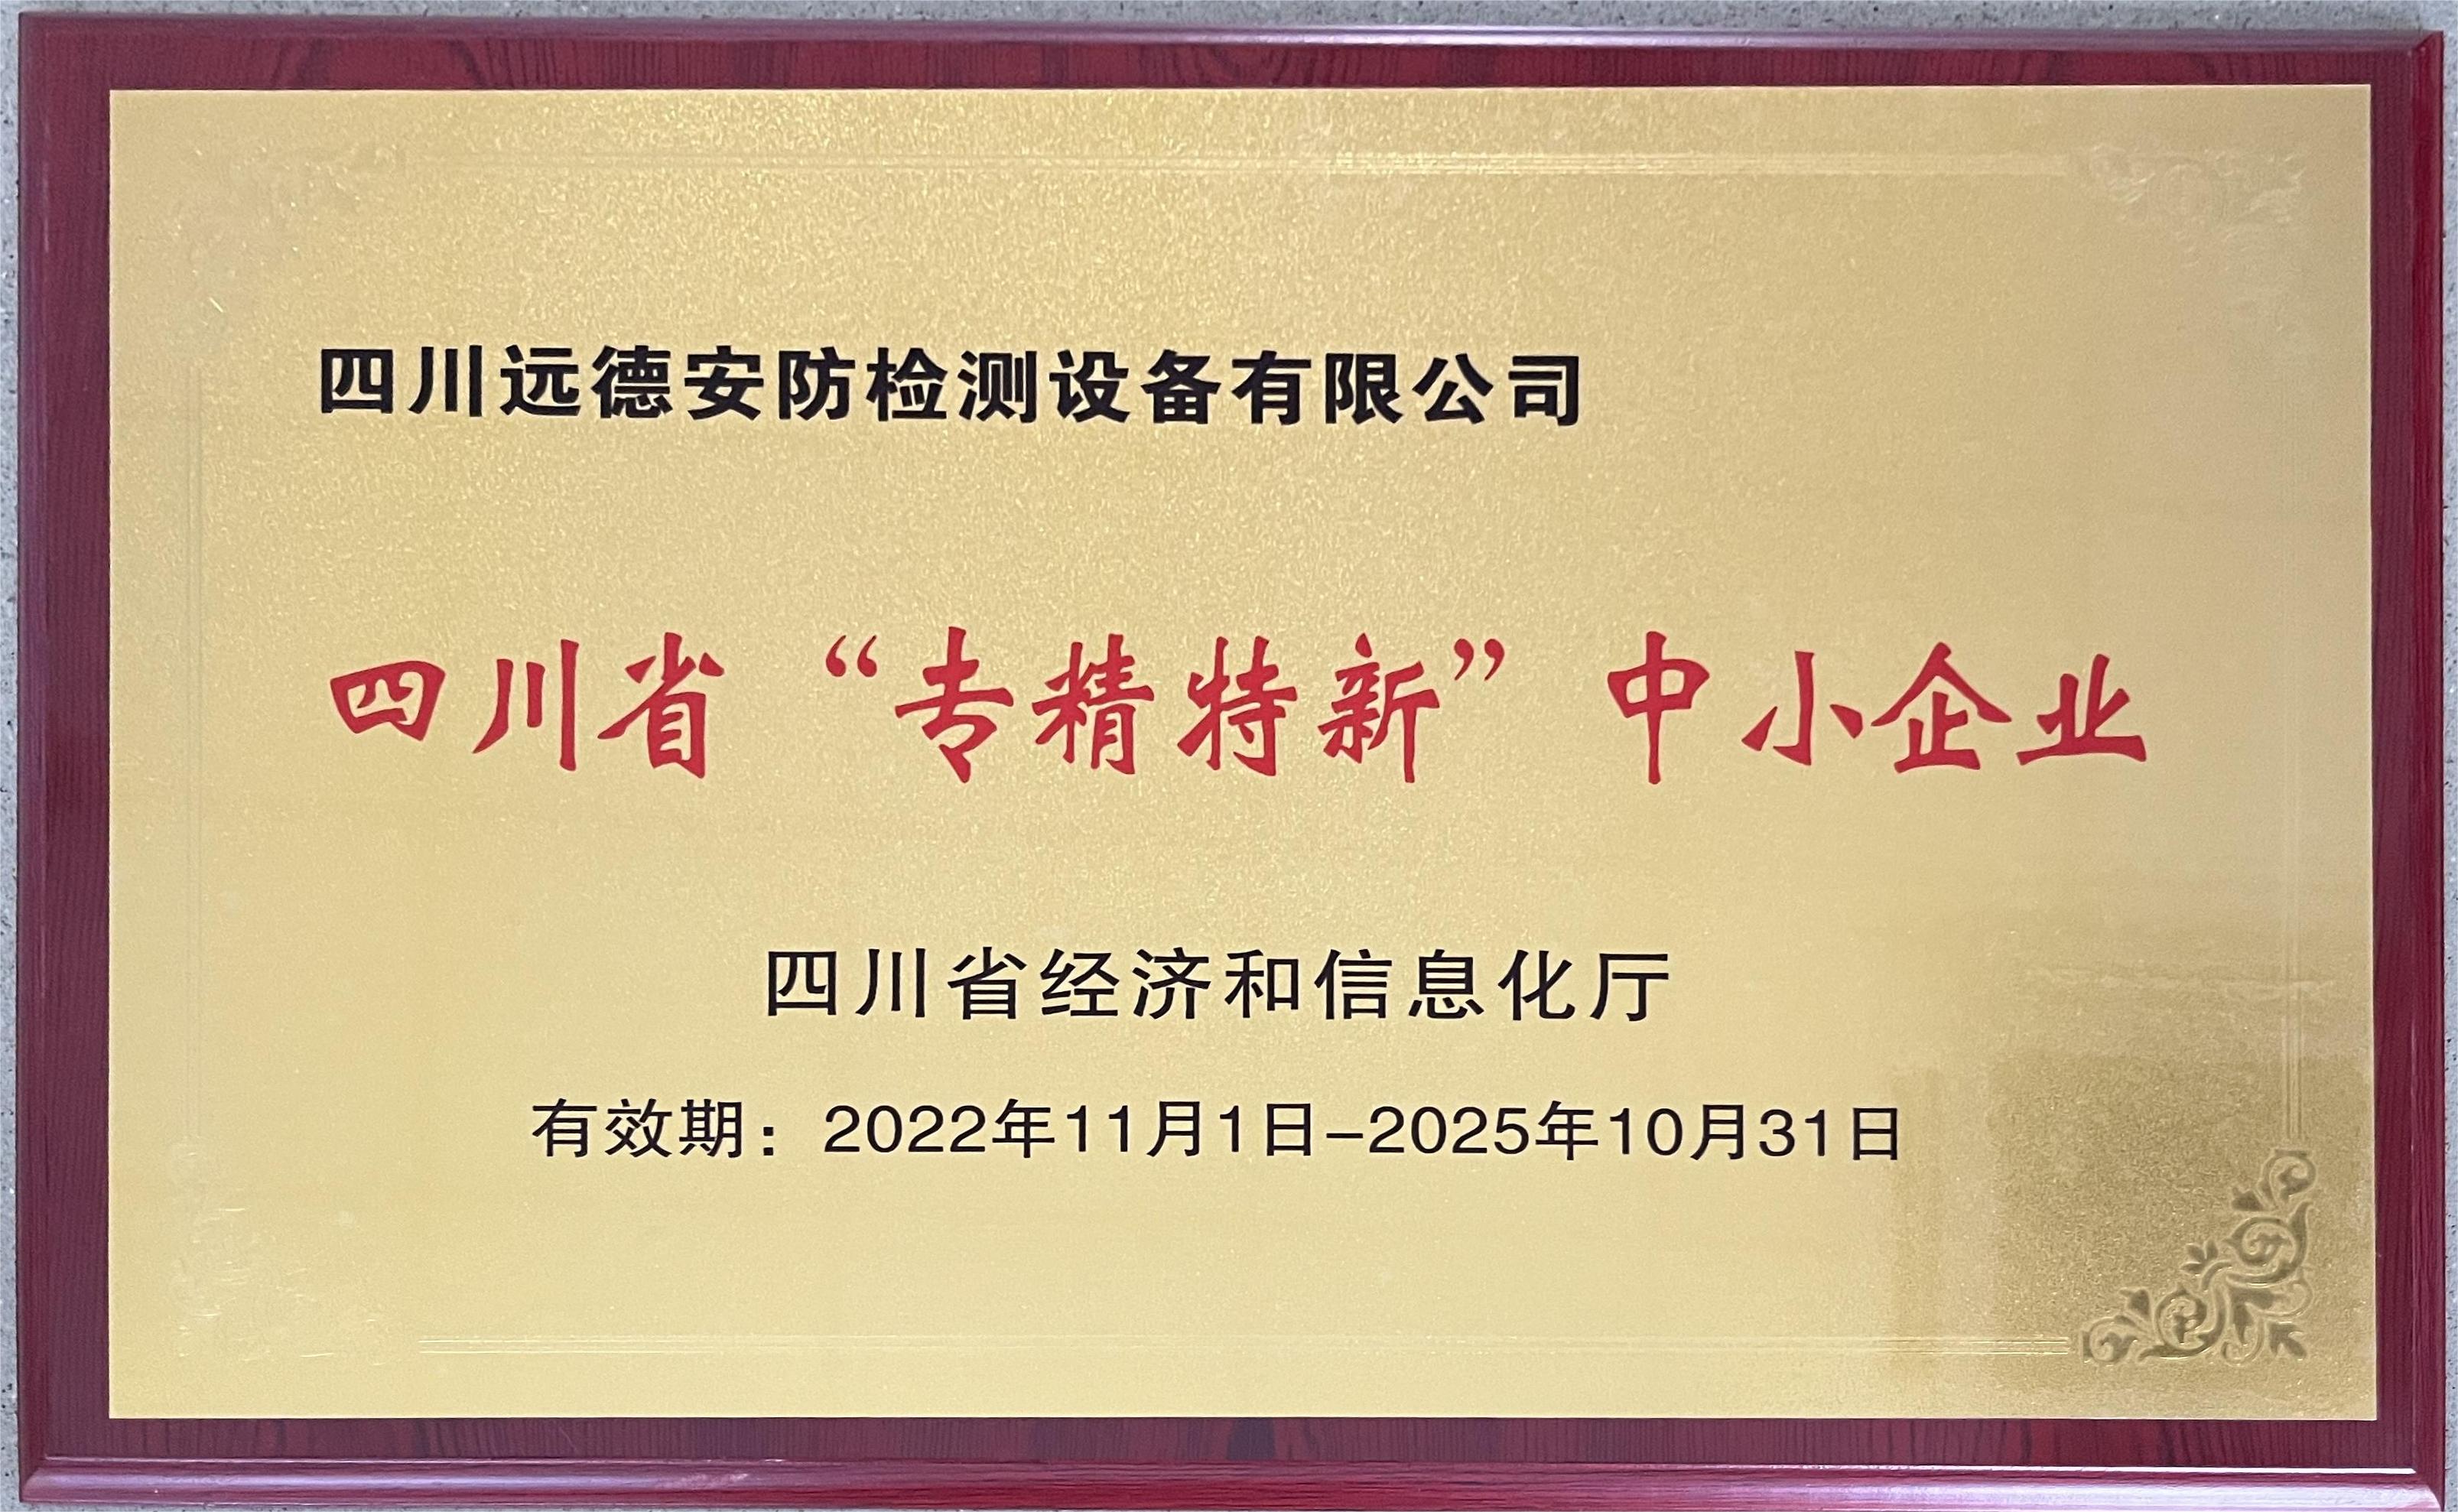 四川远德安防检测设备有限公司
四川省“专精特新”中小企业
四川省经济和信息化厅
有效期：2022年11月1日–2025年10月31日